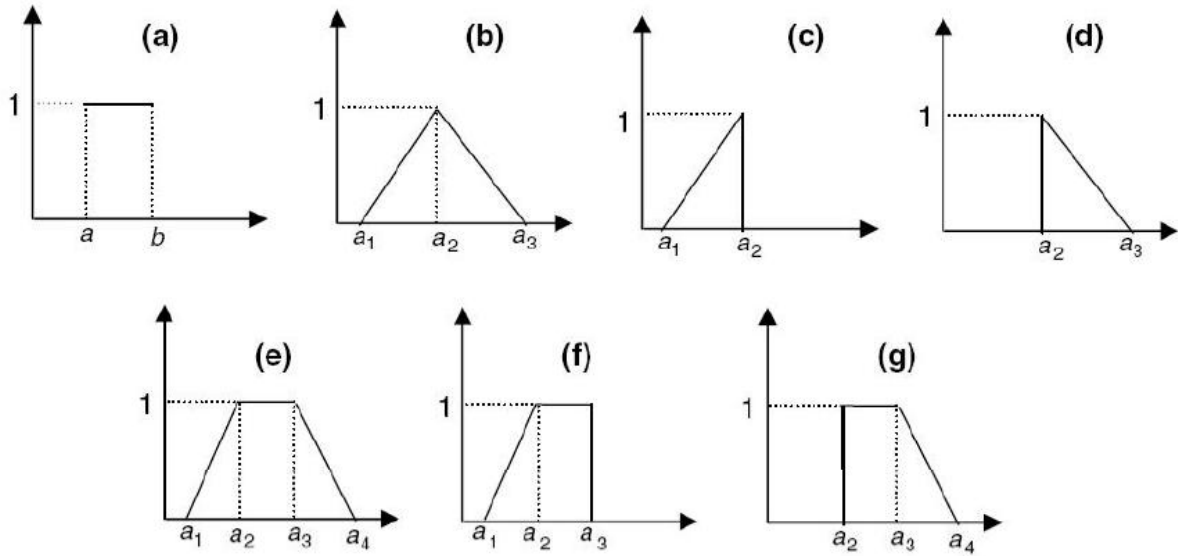 (a) (b) (c) (d)
1 1 1 1
a b a₁ a₂ a₃ a₁ a₂ a₂ a₃
(e) (f) (g)
1 1 1
a₁ a₂ a₃ a₄ a₁ a₂ a₃ a₂ a₃ a₄